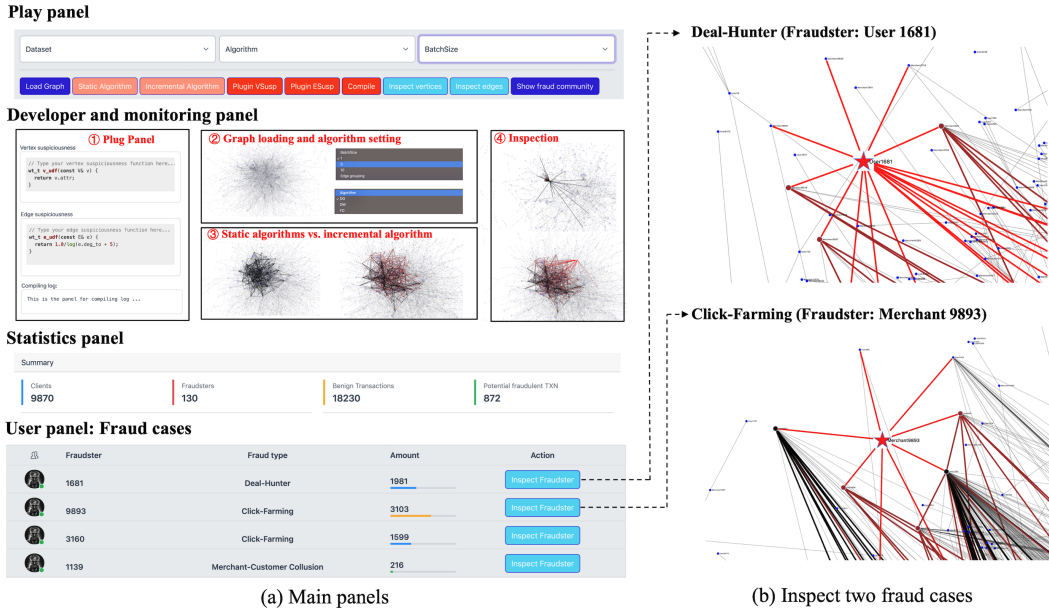 Play panel
Dataset
Algorithm
BatchSize
Load Graph
Static Algorithm
Incremental Algorithm
Plugin VSusp
Plugin ESusp
Compile
Inspect vertices
Inspect edges
Show fraud community
Developer and monitoring panel
① Plug Panel
Vertex suspiciousness
// Type your vertex suspiciousness function here...
wt_t v_udf(const V& v) {
return v.attr;
}
Edge suspiciousness
// Type your edge suspiciousness function here...
wt_t e_udf(const E& e) {
return 1.0/log(e.deg_to + 5);
}
Compiling log:
This is the panel for compiling log ...
② Graph loading and algorithm setting
BatchSize
Edge grouping
Algorithm
③ Static algorithms vs. incremental algorithm
④ Inspection
Statistics panel
Summary
Clients
9870
Fraudsters
130
Benign Transactions
18230
Potential fraudulent TXN
872
User panel: Fraud cases
Fraudster Fraud type Amount Action
1681 Deal-Hunter 1981 Inspect Fraudster
9893 Click-Farming 3103 Inspect Fraudster
3160 Click-Farming 1599 Inspect Fraudster
1139 Merchant-Customer Collusion 216 Inspect Fraudster
(a) Main panels
Deal-Hunter (Fraudster: User 1681)
User1681
Click-Farming (Fraudster: Merchant 9893)
Merchant9893
(b) Inspect two fraud cases